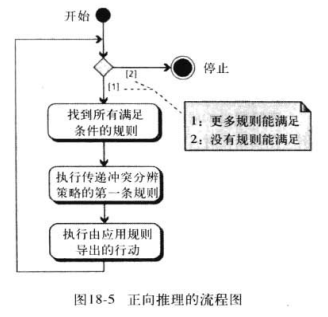 开始
[2]
停止
[1]
找到所有满足
条件的规则
1：更多规则能满足
2：没有规则能满足
执行传递冲突分辨
策略的第一条规则
执行由应用规则
导出的行动
图18-5 正向推理的流程图